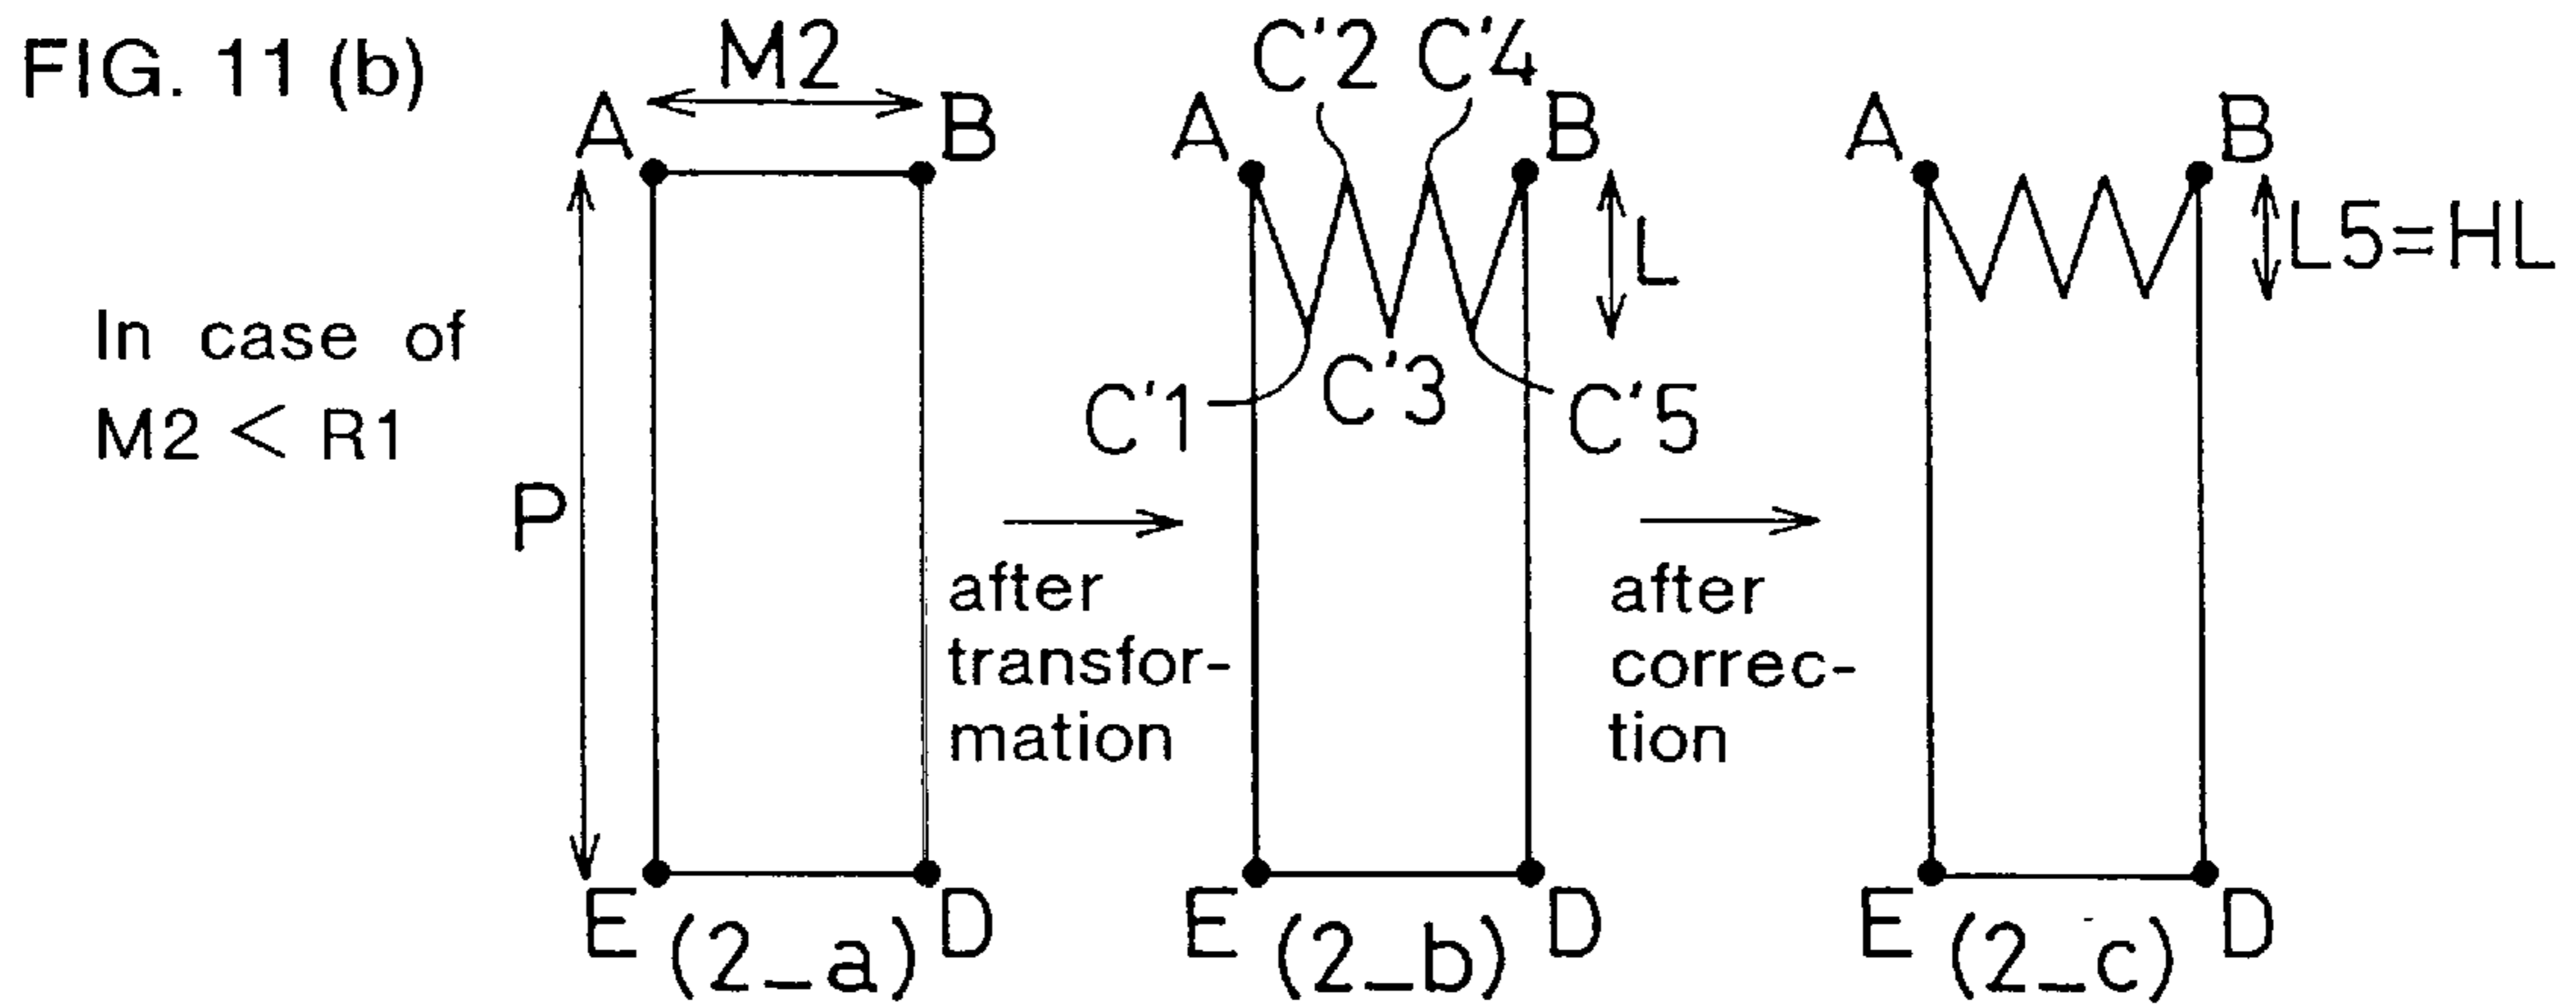 FIG. 11 (b)
In case of
M2 < R1
M2
A
B
P
E
D
(2_a)
after
transfor-
mation
C'2
C'4
A
B
L
C'1
C'3
C'5
E
D
(2_b)
after
correc-
tion
A
B
L5=HL
E
D
(2_c)